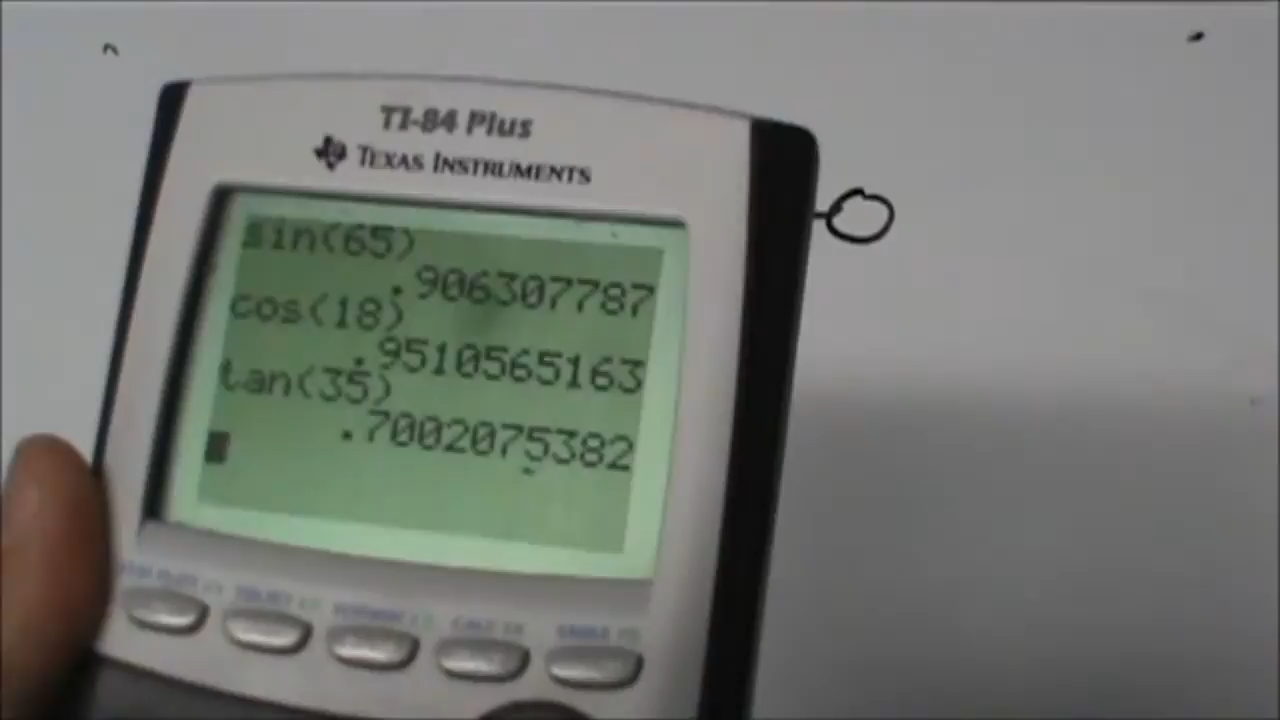 TI-84 Plus
TEXAS INSTRUMENTS
sin(65)
.906307787
cos(18)
.9510565163
tan(35)
.7002075382